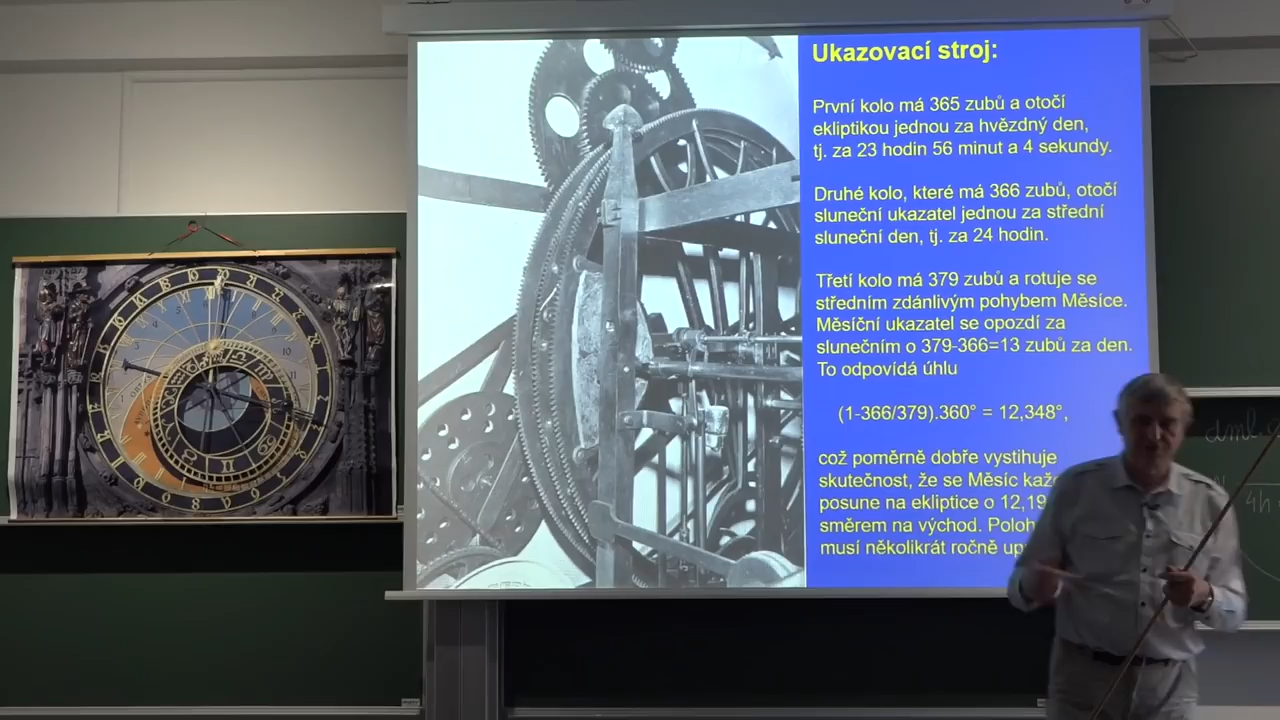 Ukazovací stroj:
První kolo má 365 zubů a otočí
ekliptikou jednou za hvězdný den,
tj. za 23 hodin 56 minut a 4 sekundy.
Druhé kolo, které má 366 zubů, otočí
sluneční ukazatel jednou za střední
sluneční den, tj. za 24 hodin.
Třetí kolo má 379 zubů a rotuje se
středním zdánlivým pohybem Měsíce.
Měsíční ukazatel se opozdí za
slunečním o 379-366=13 zubů za den.
To odpovídá úhlu
(1-366/379).360° = 12,348°,
což poměrně dobře vystihuje
skutečnost, že se Měsíc
posune na ekliptice o 12,19
směrem na východ.
musí několikrát ročně
4h